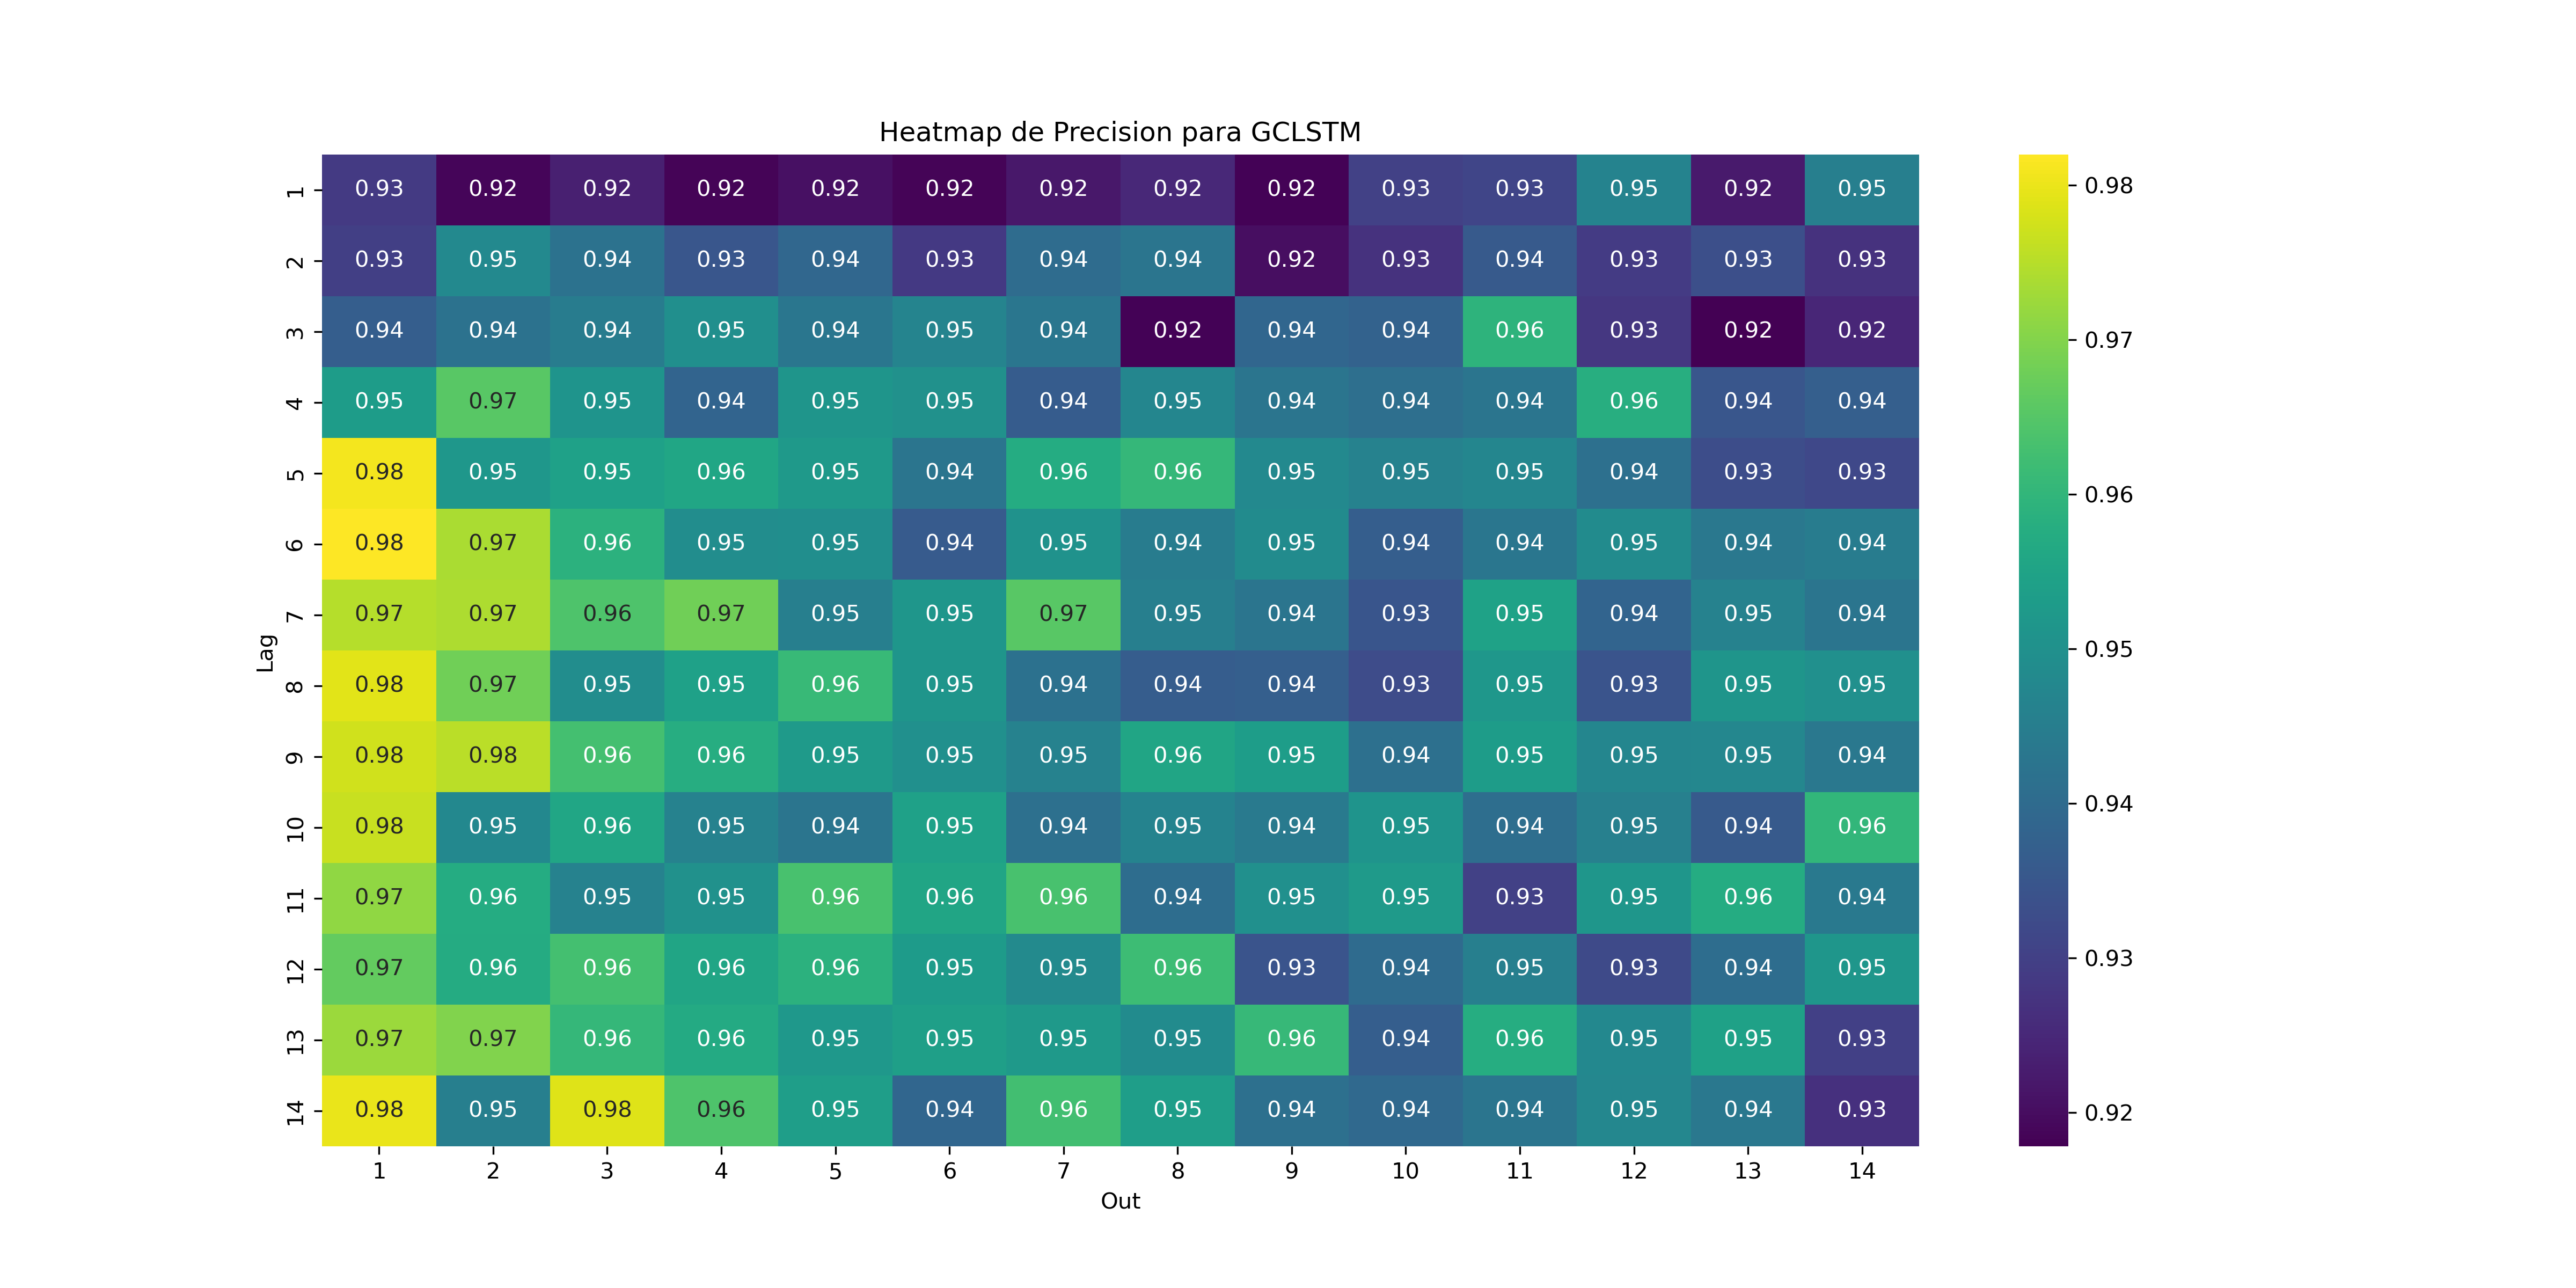 Heatmap de Precision para GCLSTM
1 0.93 0.92 0.92 0.92 0.92 0.92 0.92 0.92 0.92 0.93 0.93 0.95 0.92 0.95
2 0.93 0.95 0.94 0.93 0.94 0.93 0.94 0.94 0.92 0.93 0.94 0.93 0.93 0.93
3 0.94 0.94 0.94 0.95 0.94 0.95 0.94 0.92 0.94 0.94 0.96 0.93 0.92 0.92
4 0.95 0.97 0.95 0.94 0.95 0.95 0.94 0.95 0.94 0.94 0.94 0.96 0.94 0.94
5 0.98 0.95 0.95 0.96 0.95 0.94 0.96 0.96 0.95 0.95 0.95 0.94 0.93 0.93
6 0.98 0.97 0.96 0.95 0.95 0.94 0.95 0.94 0.95 0.94 0.94 0.95 0.94 0.94
7 0.97 0.97 0.96 0.97 0.95 0.95 0.97 0.95 0.94 0.93 0.95 0.94 0.95 0.94
8 0.98 0.97 0.95 0.95 0.96 0.95 0.94 0.94 0.94 0.93 0.95 0.93 0.95 0.95
9 0.98 0.98 0.96 0.96 0.95 0.95 0.95 0.96 0.95 0.94 0.95 0.95 0.95 0.94
10 0.98 0.95 0.96 0.95 0.94 0.95 0.94 0.95 0.94 0.95 0.94 0.95 0.94 0.96
11 0.97 0.96 0.95 0.95 0.96 0.96 0.96 0.94 0.95 0.95 0.93 0.95 0.96 0.94
12 0.97 0.96 0.96 0.96 0.96 0.95 0.95 0.96 0.93 0.94 0.95 0.93 0.94 0.95
13 0.97 0.97 0.96 0.96 0.95 0.95 0.95 0.95 0.96 0.94 0.96 0.95 0.95 0.93
14 0.98 0.95 0.98 0.96 0.95 0.94 0.96 0.95 0.94 0.94 0.94 0.95 0.94 0.93
Lag
1 2 3 4 5 6 7 8 9 10 11 12 13 14
Out
0.98
0.97
0.96
0.95
0.94
0.93
0.92